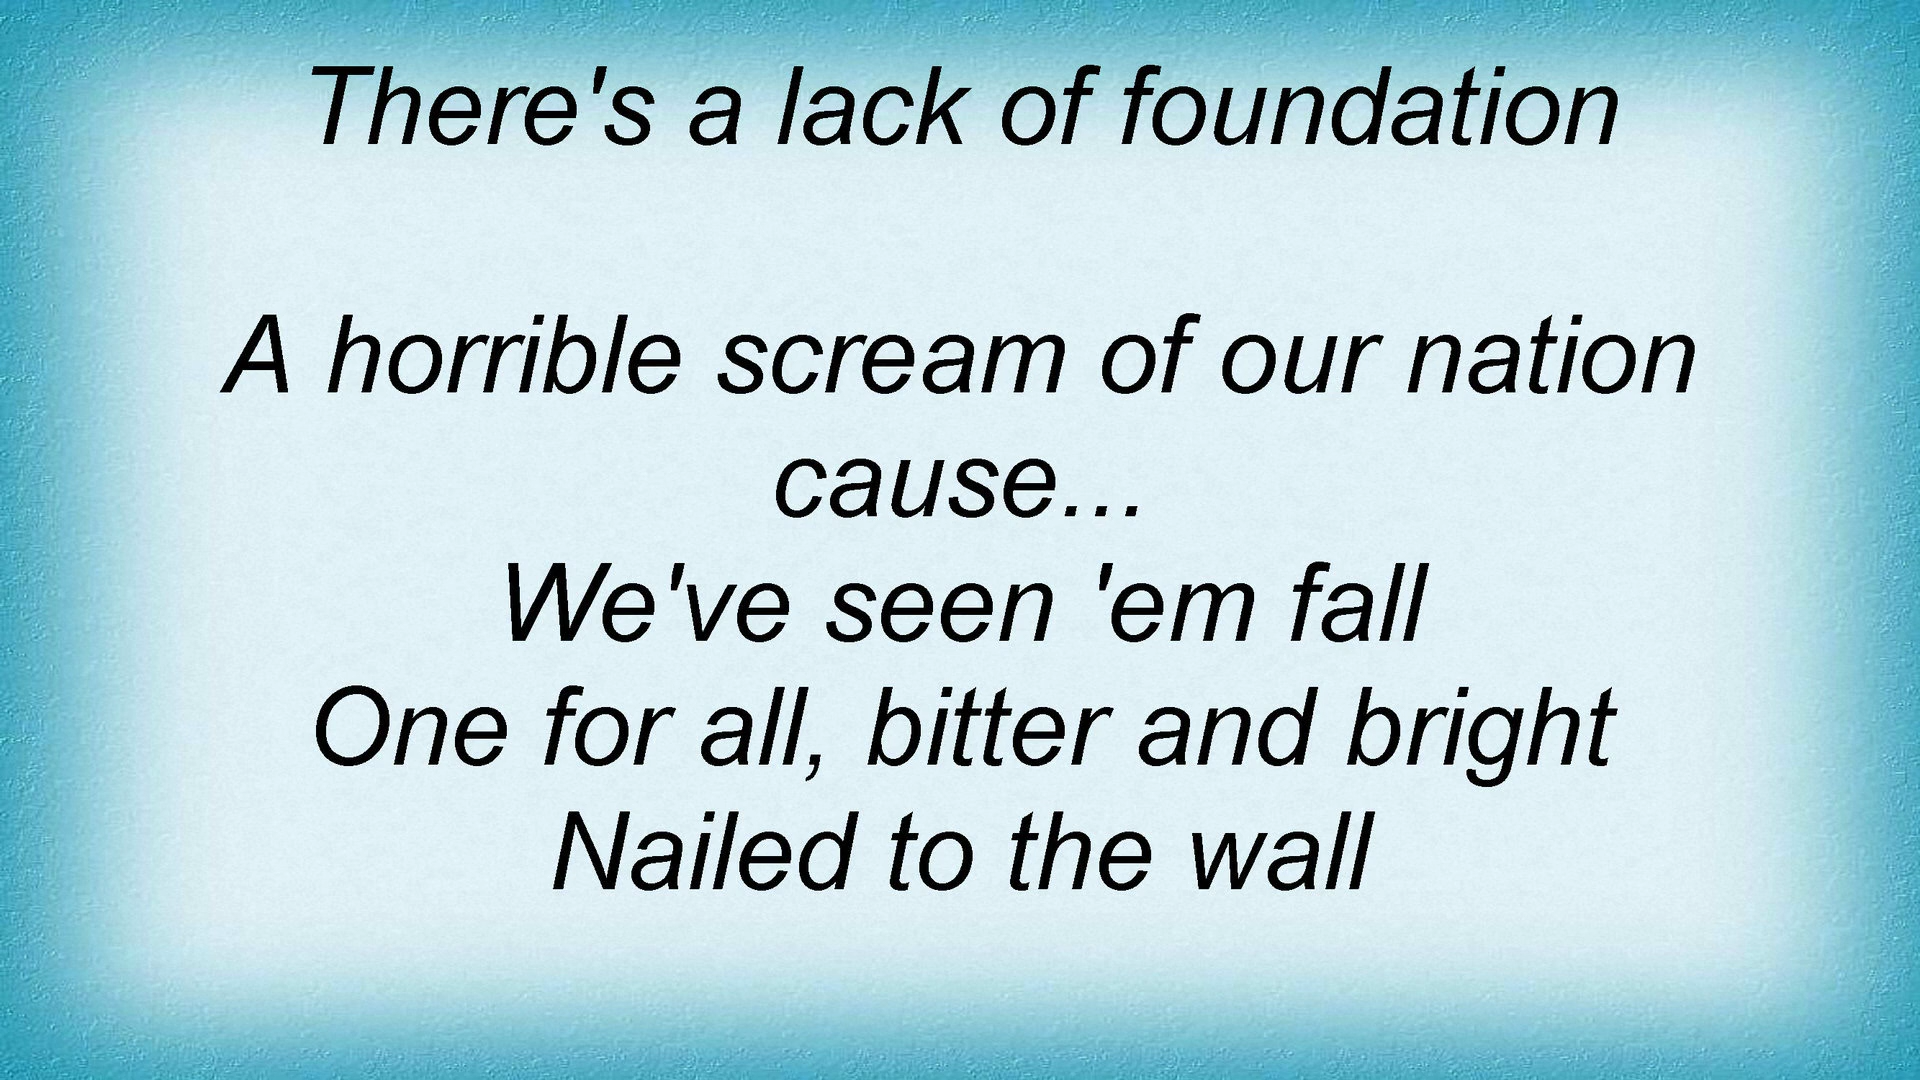 There's a lack of foundation
A horrible scream of our nation
cause...
We've seen 'em fall
One for all, bitter and bright
Nailed to the wall